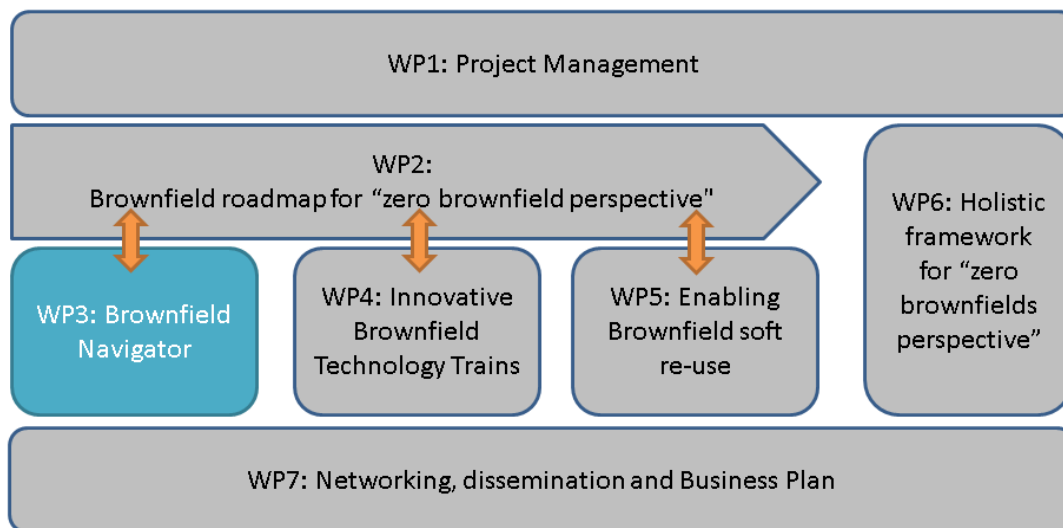 WP1: Project Management
WP2:
Brownfield roadmap for “zero brownfield perspective"
WP3: Brownfield
Navigator
WP4: Innovative
Brownfield
Technology Trains
WP5: Enabling
Brownfield soft
re-use
WP6: Holistic
framework
for “zero
brownfields
perspective”
WP7: Networking, dissemination and Business Plan